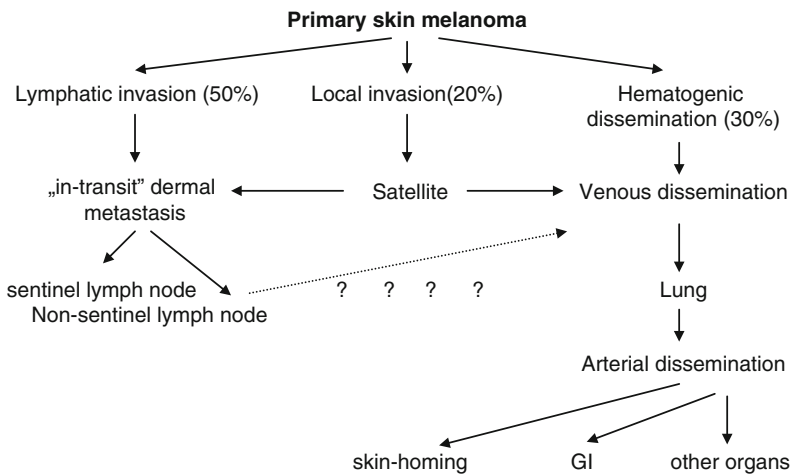 Primary skin melanoma
Lymphatic invasion (50%)
Local invasion(20%)
Hematogenic
dissemination (30%)
„in-transit" dermal
metastasis
Satellite
Venous dissemination
sentinel lymph node
Non-sentinel lymph node
? ? ? ?
Lung
Arterial dissemination
skin-homing
GI
other organs